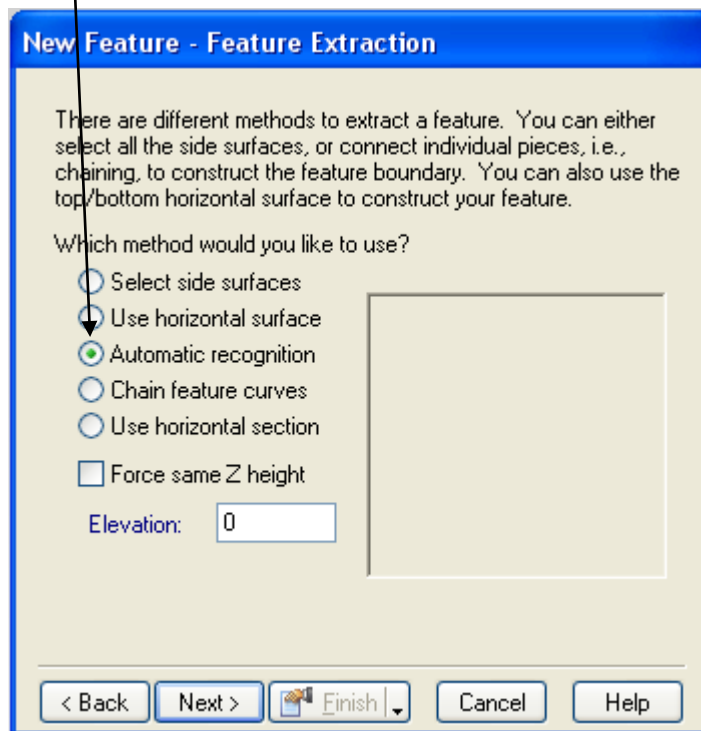 New Feature - Feature Extraction
There are different methods to extract a feature. You can either
select all the side surfaces, or connect individual pieces, i.e.,
chaining, to construct the feature boundary. You can also use the
top/bottom horizontal surface to construct your feature.
Which method would you like to use?
Select side surfaces
Use horizontal surface
Automatic recognition
Chain feature curves
Use horizontal section
Force same Z height
Elevation: 0
< Back Next > Finish Cancel Help